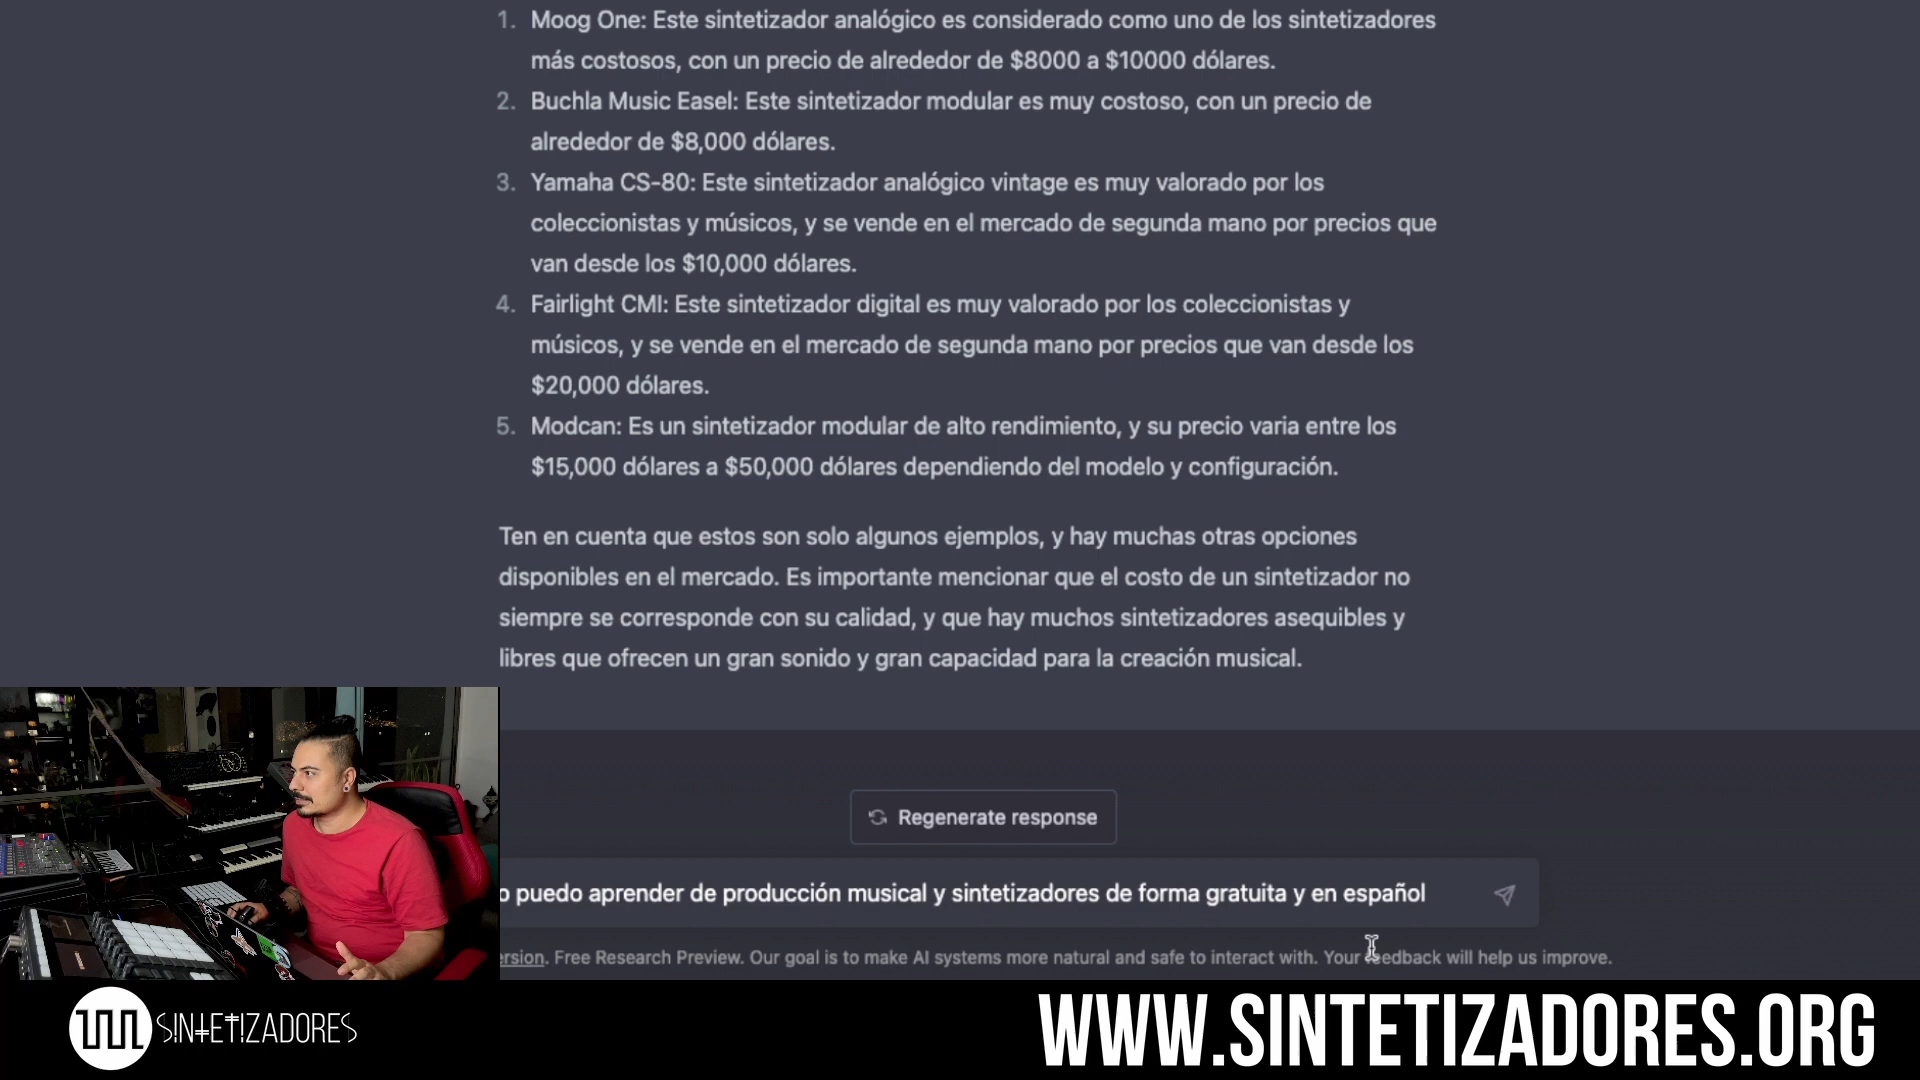 1. Moog One: Este sintetizador analógico es considerado como uno de los sintetizadores
más costosos, con un precio de alrededor de $8000 a $10000 dólares.
2. Buchla Music Easel: Este sintetizador modular es muy costoso, con un precio de
alrededor de $8,000 dólares.
3. Yamaha CS-80: Este sintetizador analógico vintage es muy valorado por los
coleccionistas y músicos, y se vende en el mercado de segunda mano por precios que
van desde los $10,000 dólares.
4. Fairlight CMI: Este sintetizador digital es muy valorado por los coleccionistas y
músicos, y se vende en el mercado de segunda mano por precios que van desde los
$20,000 dólares.
5. Modcan: Es un sintetizador modular de alto rendimiento, y su precio varia entre los
$15,000 dólares a $50,000 dólares dependiendo del modelo y configuración.
Ten en cuenta que estos son solo algunos ejemplos, y hay muchas otras opciones
disponibles en el mercado. Es importante mencionar que el costo de un sintetizador no
siempre se corresponde con su calidad, y que hay muchos sintetizadores asequibles y
libres que ofrecen un gran sonido y gran capacidad para la creación musical.
Regenerate response
o puedo aprender de producción musical y sintetizadores de forma gratuita y en español
ersion. Free Research Preview. Our goal is to make AI systems more natural and safe to interact with. Your feedback will help us improve.
SINTETIZADORES
WWW.SINTETIZADORES.ORG